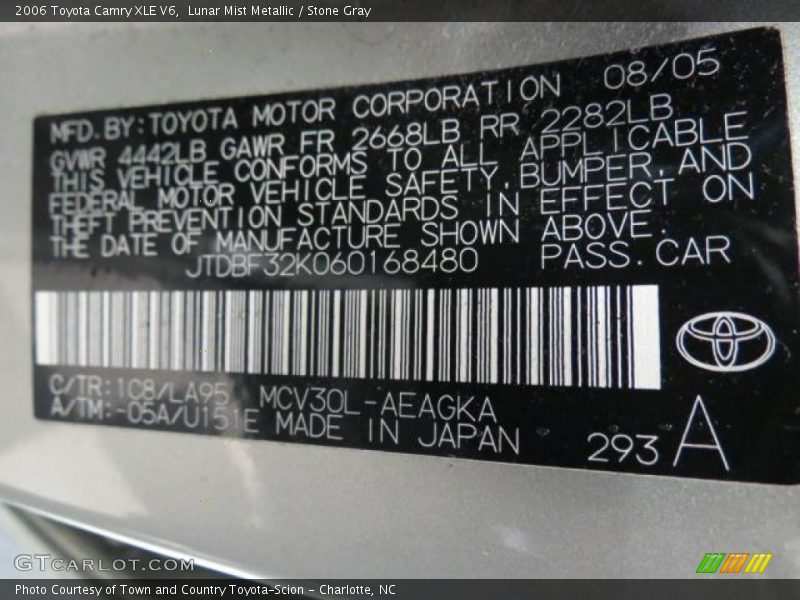 2006 Toyota Camry XLE V6, Lunar Mist Metallic / Stone Gray
MFD. BY: TOYOTA MOTOR CORPORATION 08/05
GVWR 4442LB GAWR FR 2668LB RR 2282LB
THIS VEHICLE CONFORMS TO ALL APPLICABLE
FEDERAL MOTOR VEHICLE SAFETY, BUMPER, AND
THEFT PREVENTION STANDARDS IN EFFECT ON
THE DATE OF MANUFACTURE SHOWN ABOVE.
JTDBF32K060168480 PASS. CAR
C/TR: 1C8/LA95 MCV30L-AEAGKA
A/TM: -05A/U151E MADE IN JAPAN
293 A
GTCARLOT.COM
Photo Courtesy of Town and Country Toyota-Scion - Charlotte, NC